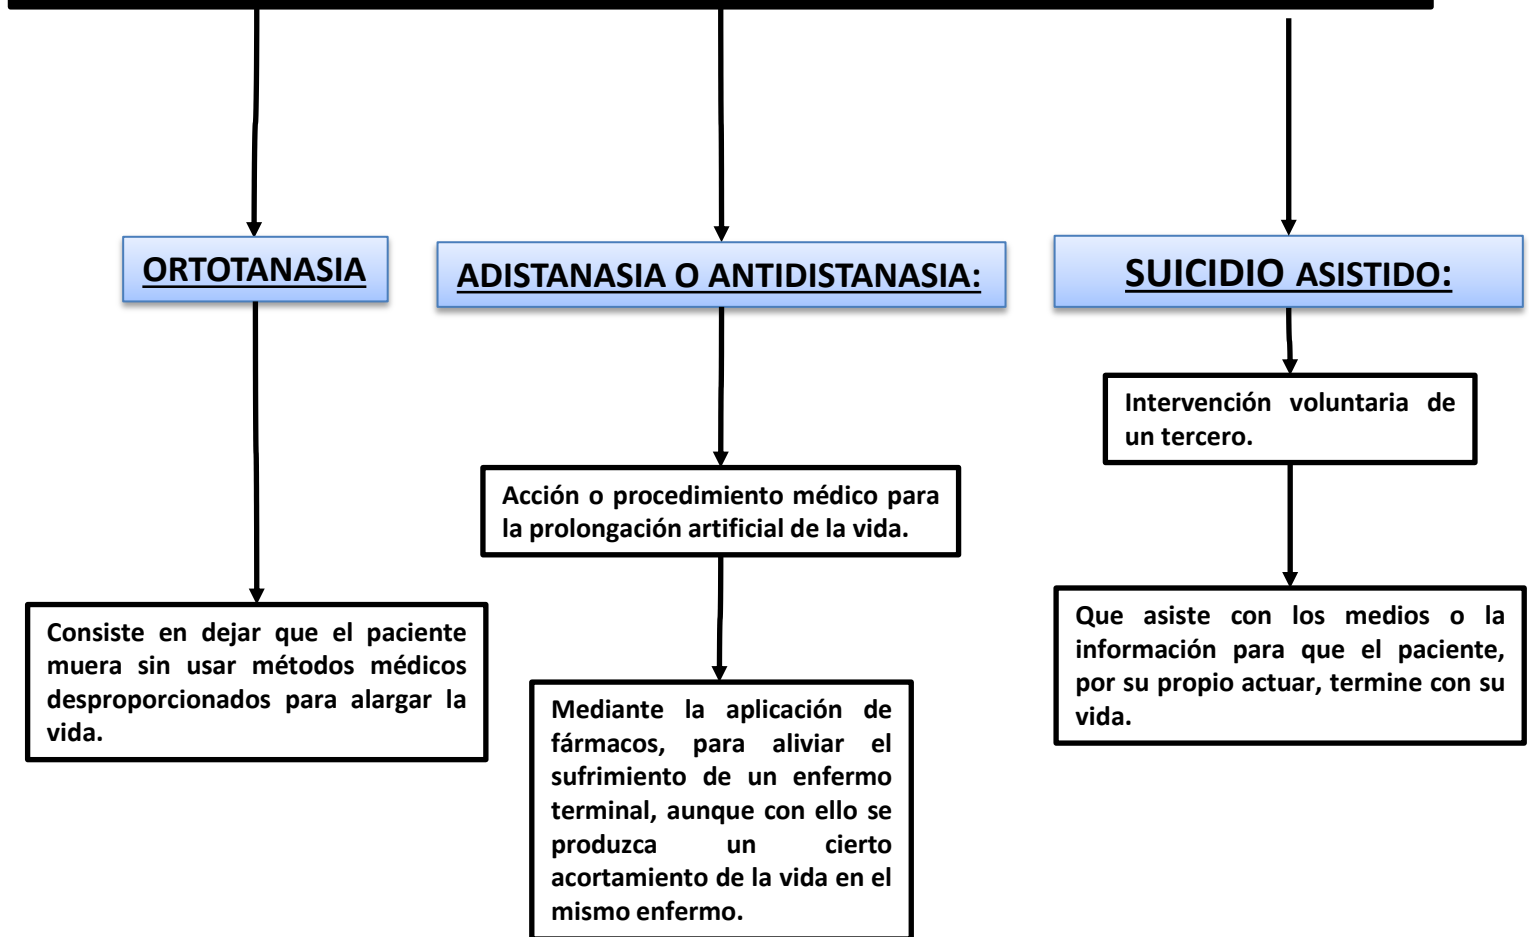 ORTOTANASIA
Consiste en dejar que el paciente
muera sin usar métodos médicos
desproporcionados para alargar la
vida.
ADISTANASIA O ANTIDISTANASIA:
Acción o procedimiento médico para
la prolongación artificial de la vida.
Mediante la aplicación de
fármacos, para aliviar el
sufrimiento de un enfermo
terminal, aunque con ello se
produzca un cierto
acortamiento de la vida en el
mismo enfermo.
SUICIDIO ASISTIDO:
Intervención voluntaria de
un tercero.
Que asiste con los medios o la
información para que el paciente,
por su propio actuar, termine con su
vida.